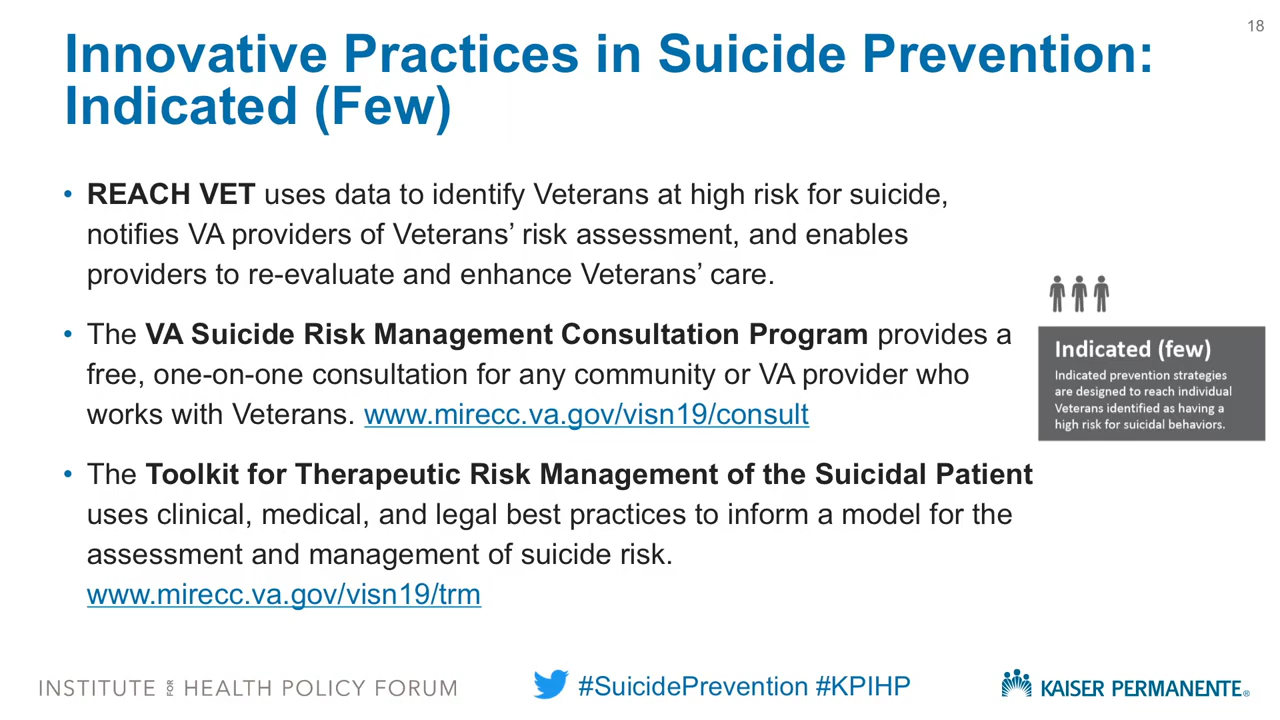 18
Innovative Practices in Suicide Prevention:
Indicated (Few)
• REACH VET uses data to identify Veterans at high risk for suicide,
notifies VA providers of Veterans’ risk assessment, and enables
providers to re-evaluate and enhance Veterans’ care.
• The VA Suicide Risk Management Consultation Program provides a
free, one-on-one consultation for any community or VA provider who
works with Veterans. www.mirecc.va.gov/visn19/consult
• The Toolkit for Therapeutic Risk Management of the Suicidal Patient
uses clinical, medical, and legal best practices to inform a model for the
assessment and management of suicide risk.
www.mirecc.va.gov/visn19/trm
Indicated (few)
Indicated prevention strategies
are designed to reach individual
Veterans identified as having a
high risk for suicidal behaviors.
INSTITUTE FOR HEALTH POLICY FORUM
#SuicidePrevention #KPIHP
KAISER PERMANENTE®